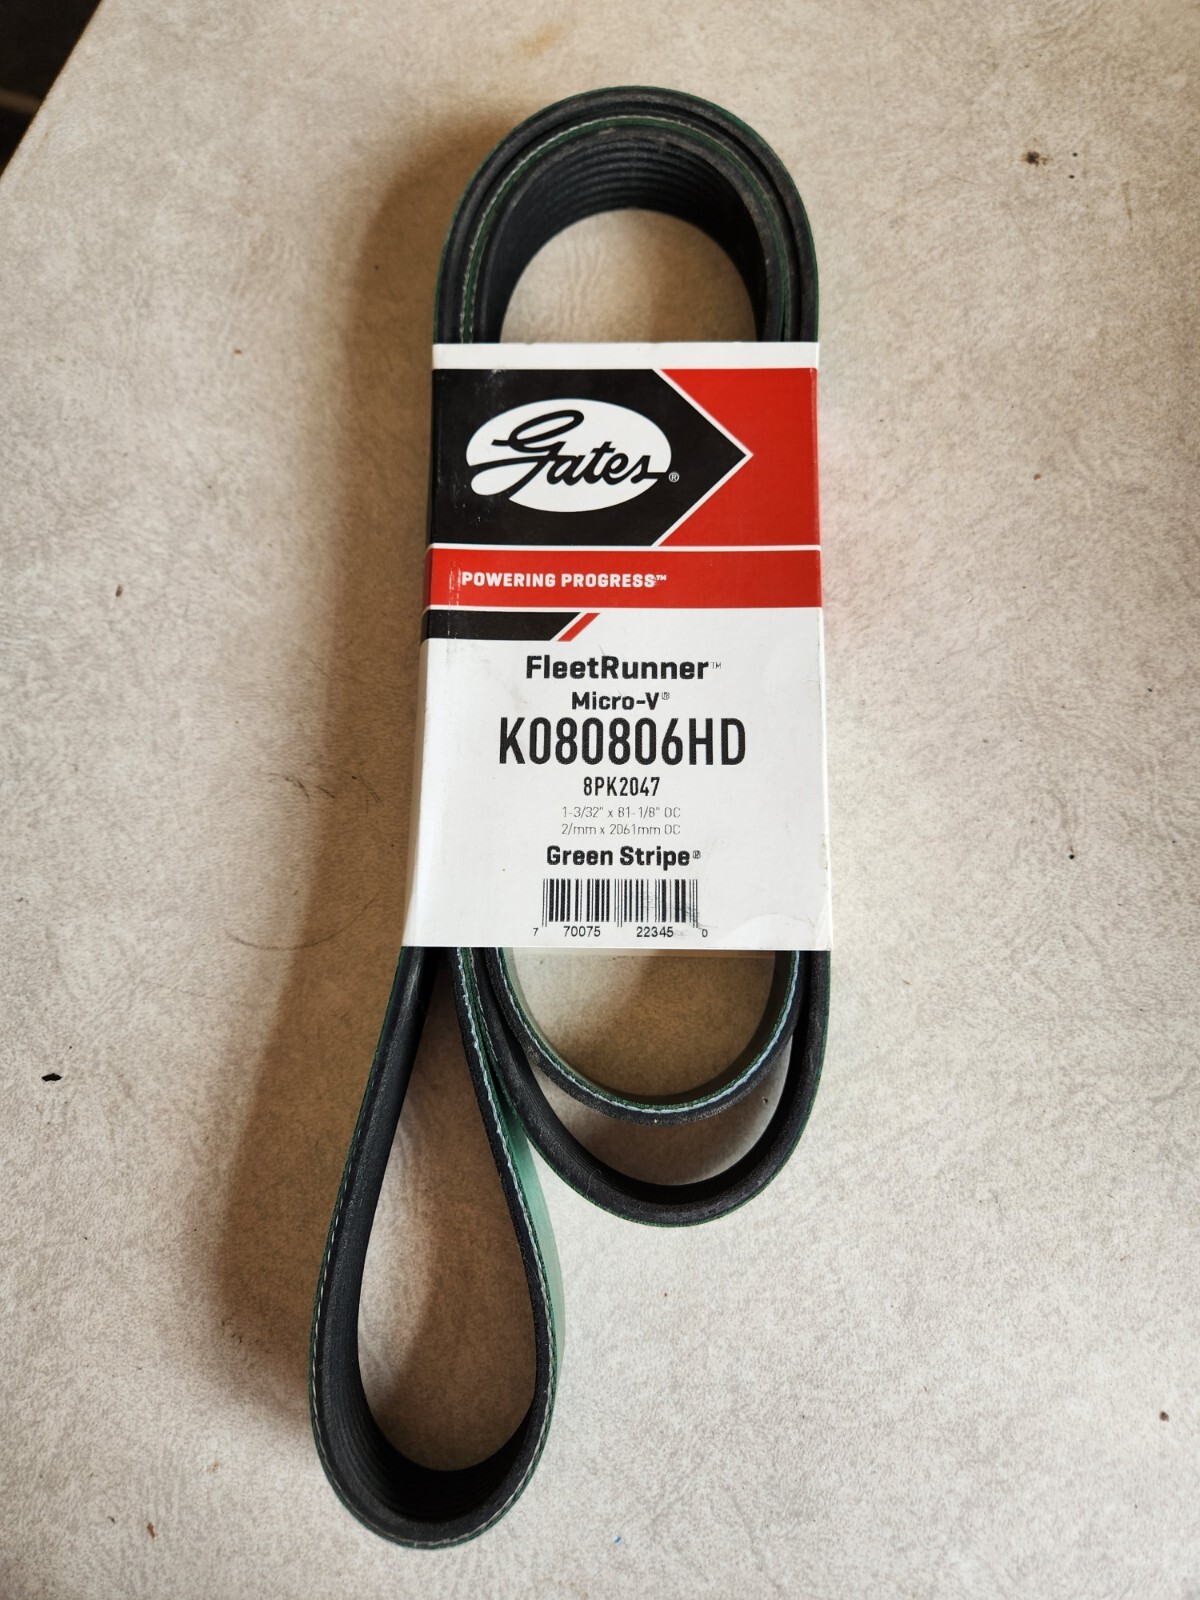 Gates®
POWERING PROGRESS™
FleetRunner™
Micro-V®
K080806HD
8PK2047
1-3/32" x 81-1/8" OC
27mm x 2061mm OC
Green Stripe®
7 70075 22345 0